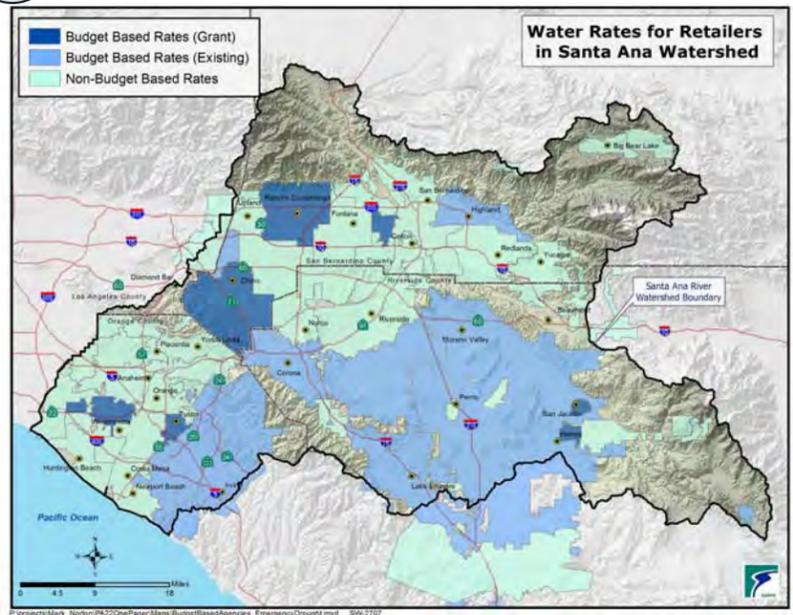 Water Rates for Retailers
in Santa Ana Watershed
Budget Based Rates (Grant)
Budget Based Rates (Existing)
Non-Budget Based Rates
Big Bear Lake
San Bernardino
Rancho Cucamonga
Upland
Highland
Fontana
Colton
Redlands
Yucaipa
San Bernardino County
Riverside County
Diamond Bar
Chino
Los Angeles County
Santa Ana River
Watershed Boundary
Beaumont
Orange County
Norco
Riverside
Moreno Valley
Placentia
Yorba Linda
Corona
Anaheim
Orange
Perris
San Jacinto
Tustin
Hemet
Huntington Beach
Costa Mesa
Newport Beach
Lake Elsinore
Pacific Ocean
N
W E
S
Miles
0 4.5 9 18